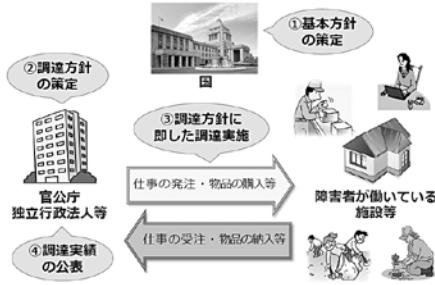 ①基本方針
の策定
国
②調達方針
の策定
③調達方針に
即した調達実施
官公庁
独立行政法人等
仕事の発注・物品の購入等
障害者が働いている
施設等
仕事の受注・物品の納入等
④調達実績
の公表